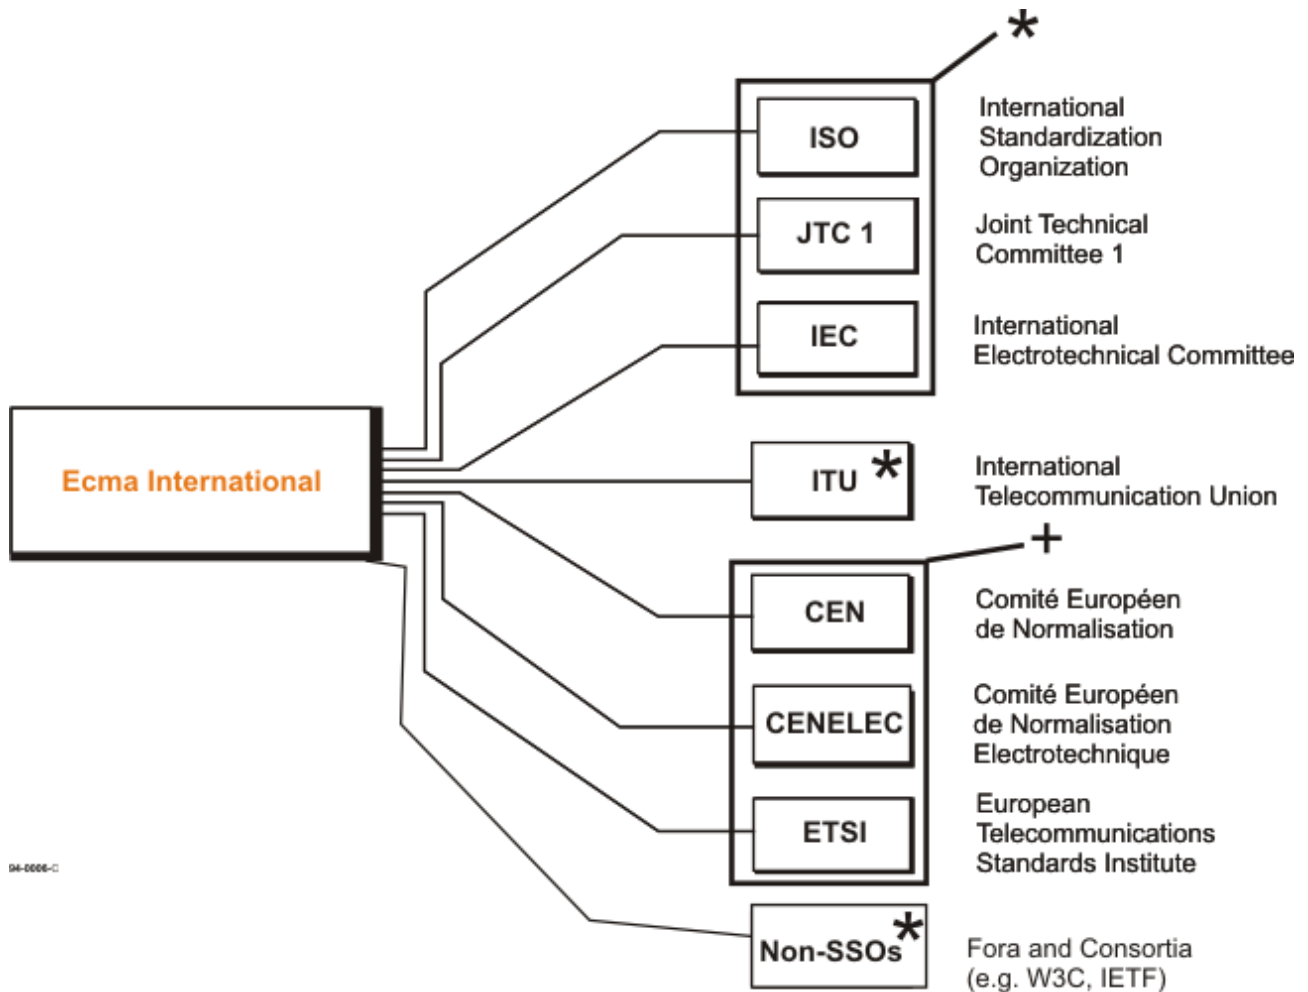 *
ISO
International
Standardization
Organization
JTC 1
Joint Technical
Committee 1
IEC
International
Electrotechnical Committee
Ecma International
ITU *
International
Telecommunication Union
+
CEN
Comité Européen
de Normalisation
CENELEC
Comité Européen
de Normalisation
Electrotechnique
ETSI
European
Telecommunications
Standards Institute
94-0006-C
Non-SSOs *
Fora and Consortia
(e.g. W3C, IETF)